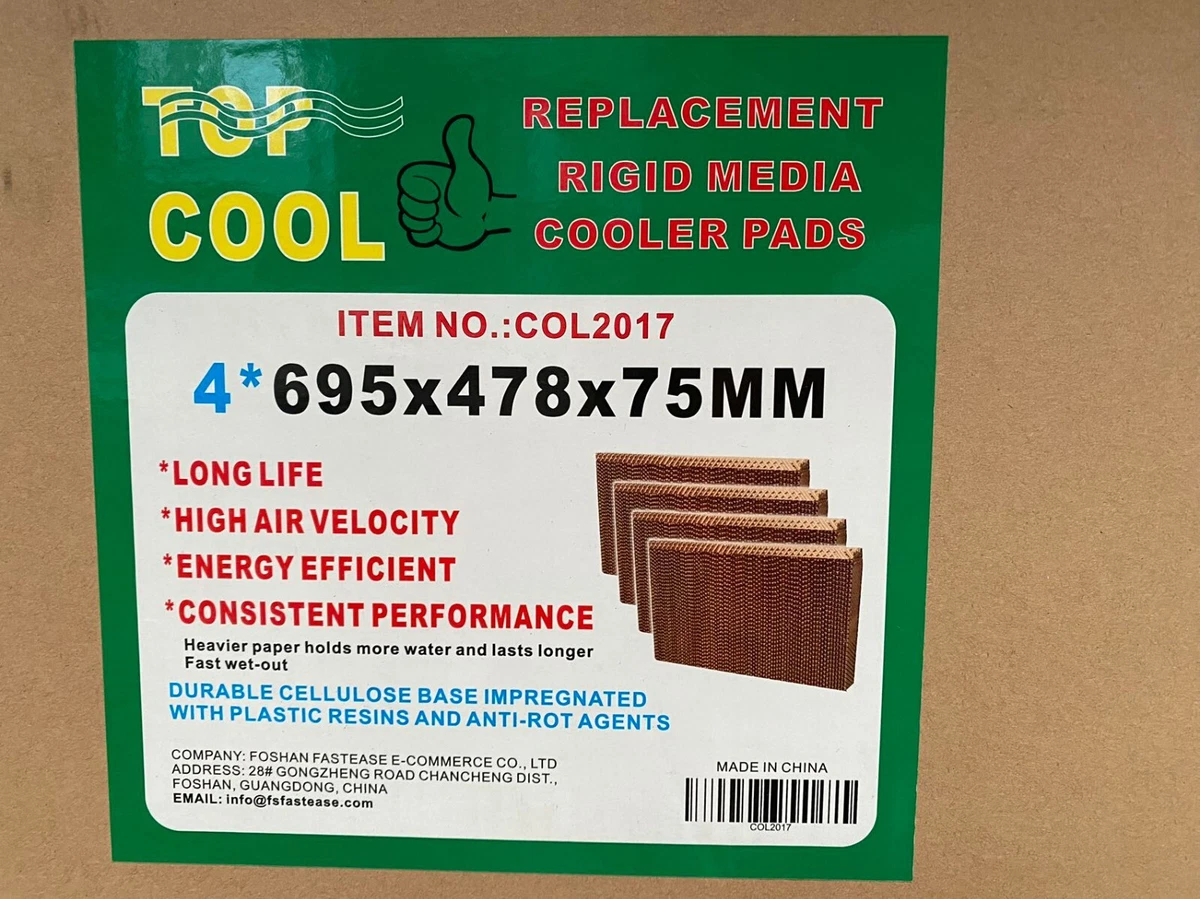 TOP
COOL
REPLACEMENT
RIGID MEDIA
COOLER PADS
ITEM NO.:COL2017
4*695x478x75MM
*LONG LIFE
*HIGH AIR VELOCITY
*ENERGY EFFICIENT
*CONSISTENT PERFORMANCE
Heavier paper holds more water and lasts longer
Fast wet-out
DURABLE CELLULOSE BASE IMPREGNATED
WITH PLASTIC RESINS AND ANTI-ROT AGENTS
COMPANY: FOSHAN FASTEASE E-COMMERCE CO., LTD
ADDRESS: 28# GONGZHENG ROAD CHANCHENG DIST.,
FOSHAN, GUANGDONG, CHINA
EMAIL: info@fsfastease.com
MADE IN CHINA
COL2017